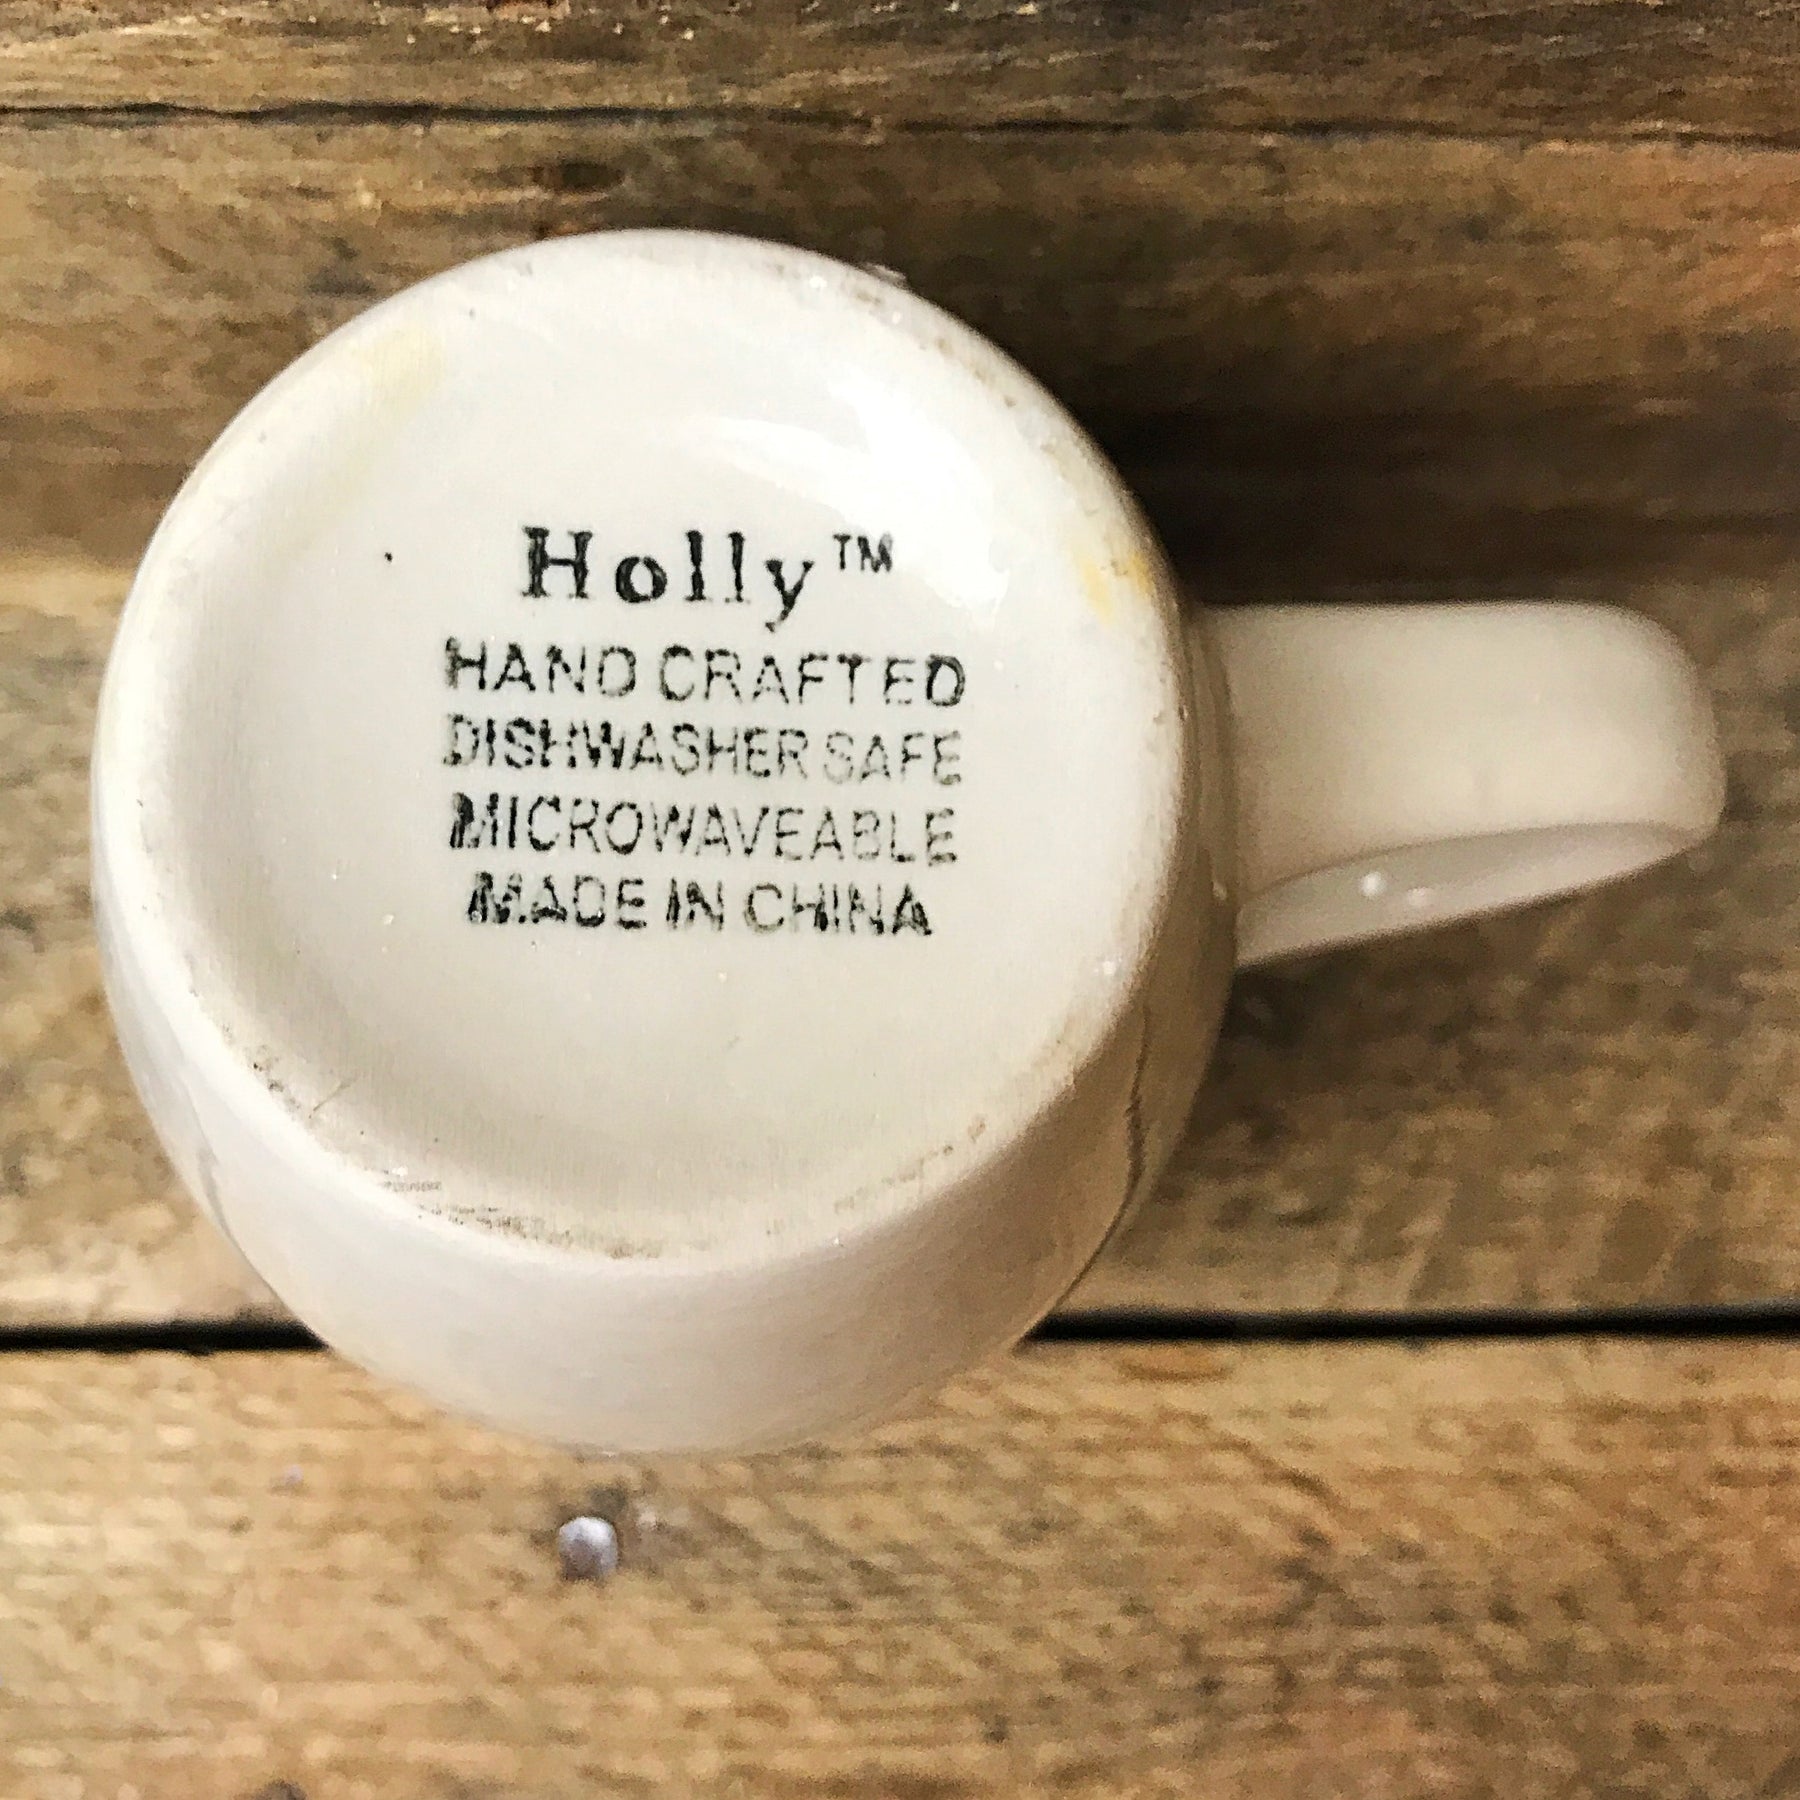 Holly™
HAND CRAFTED
DISHWASHER SAFE
MICROWAVEABLE
MADE IN CHINA